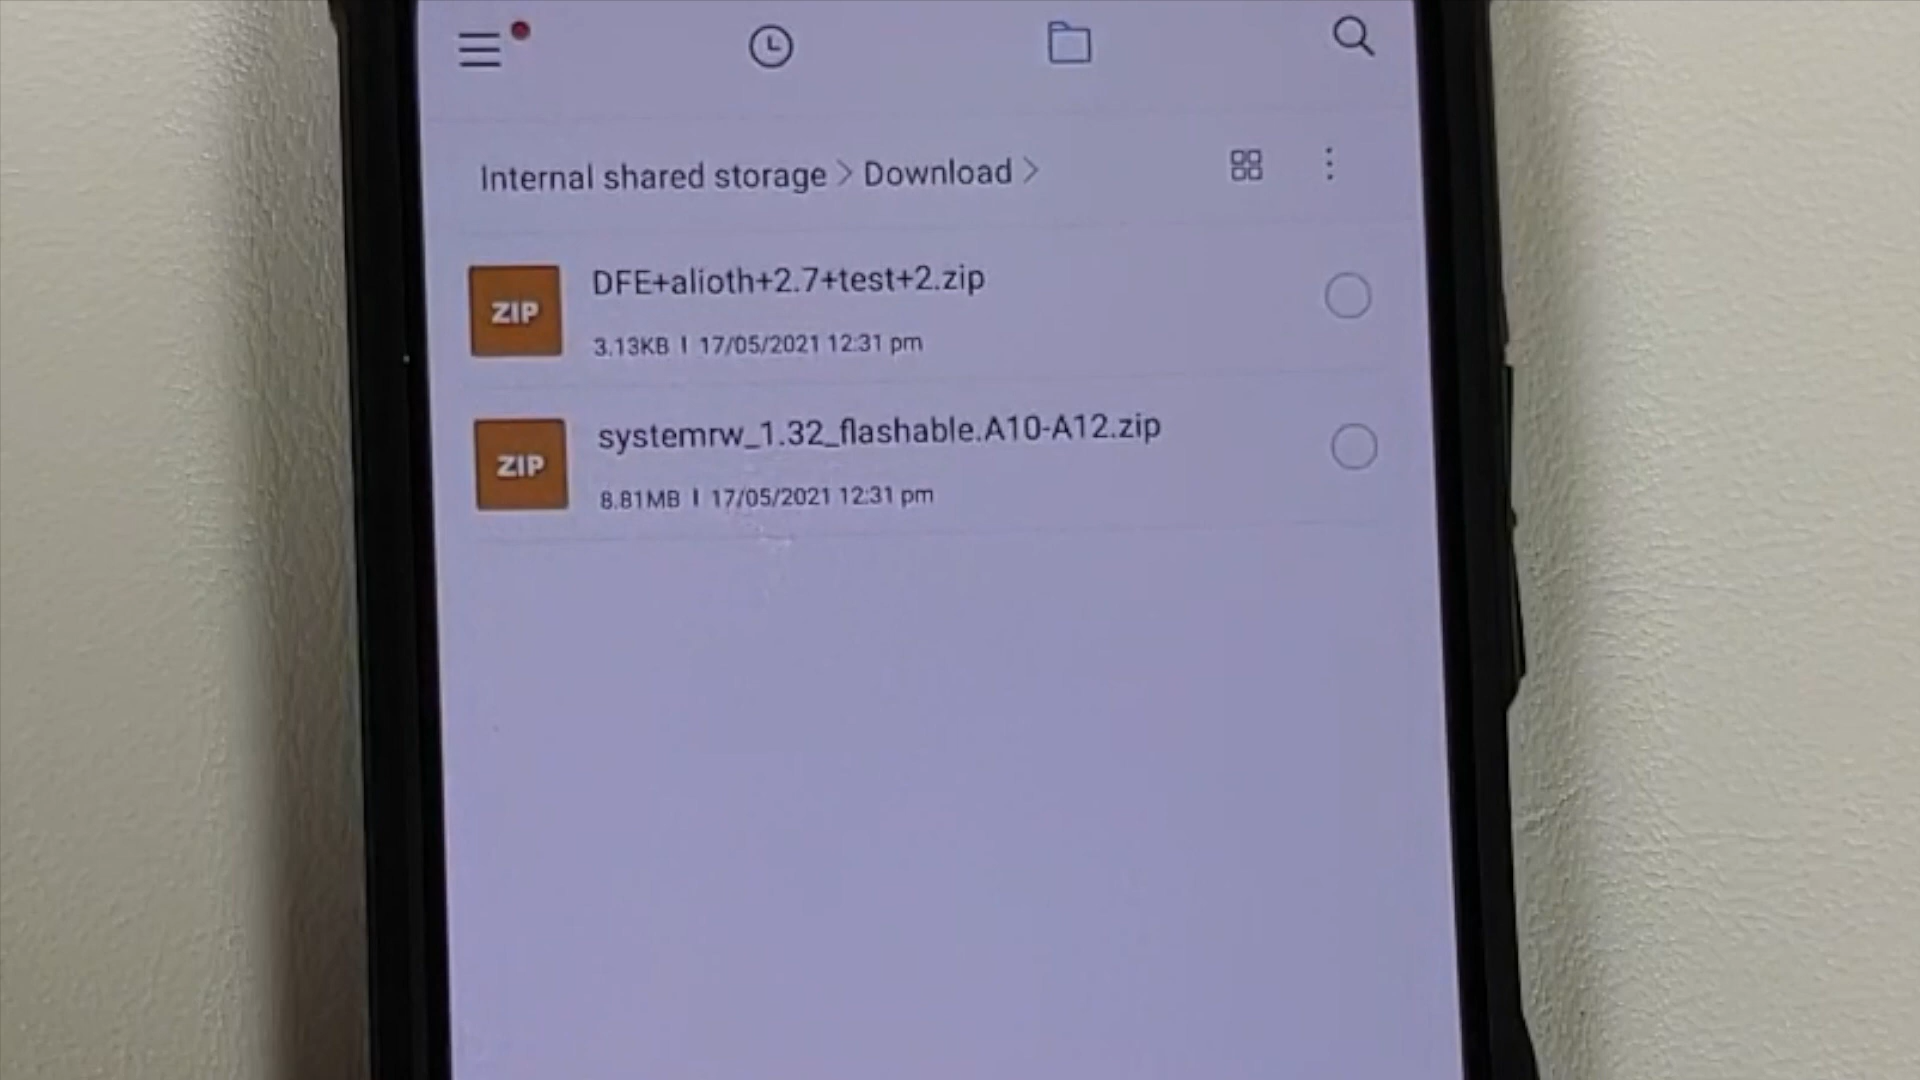 Internal shared storage > Download >
ZIP
DFE+alioth+2.7+test+2.zip
3.13KB | 17/05/2021 12:31 pm
ZIP
systemrw_1.32_flashable.A10-A12.zip
8.81MB | 17/05/2021 12:31 pm